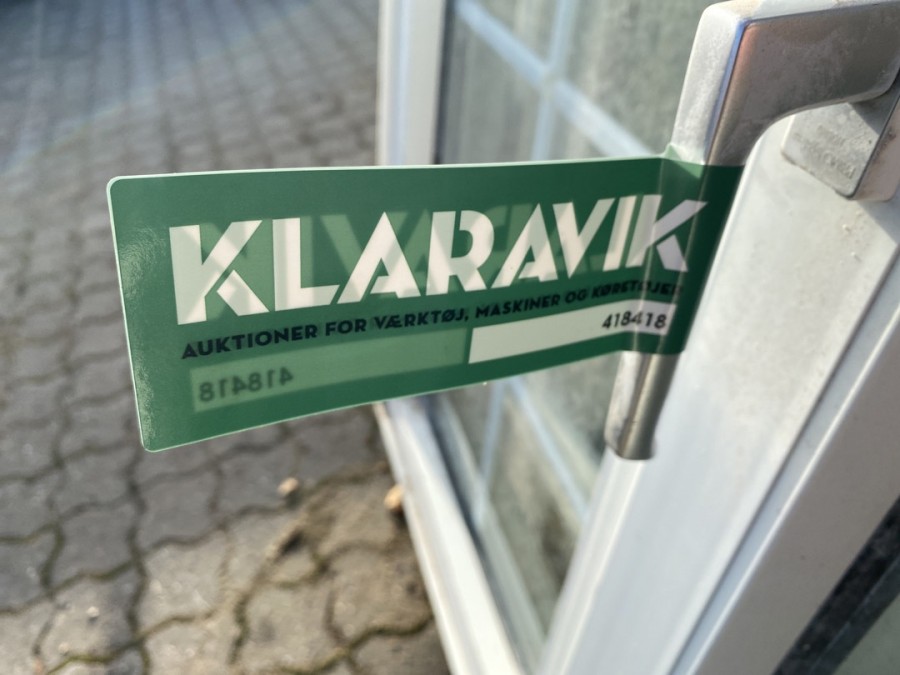 KLARAVIK
AUKTIONER FOR VÆRKTØJ, MASKINER OG KØRETØJER
418418
418418